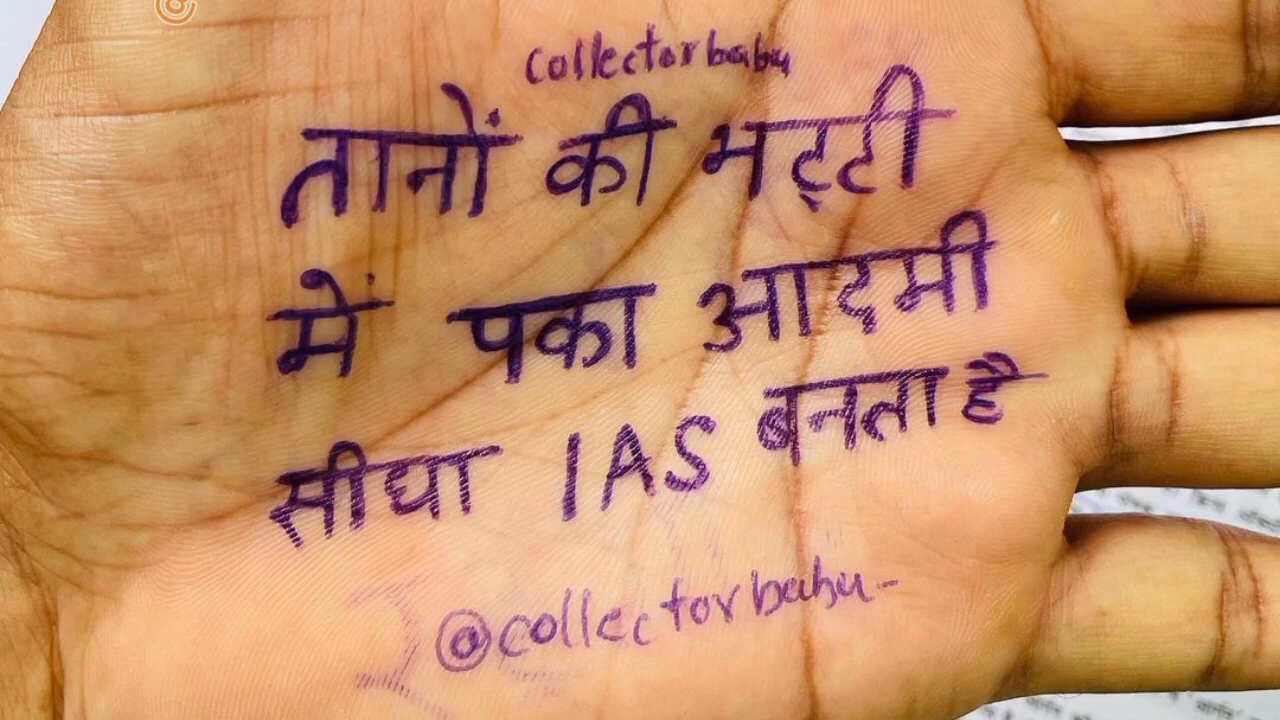 collectorbabu
तानों की भट्टी
में पका आदमी
सीधा IAS बनता है
@collectorbabu-